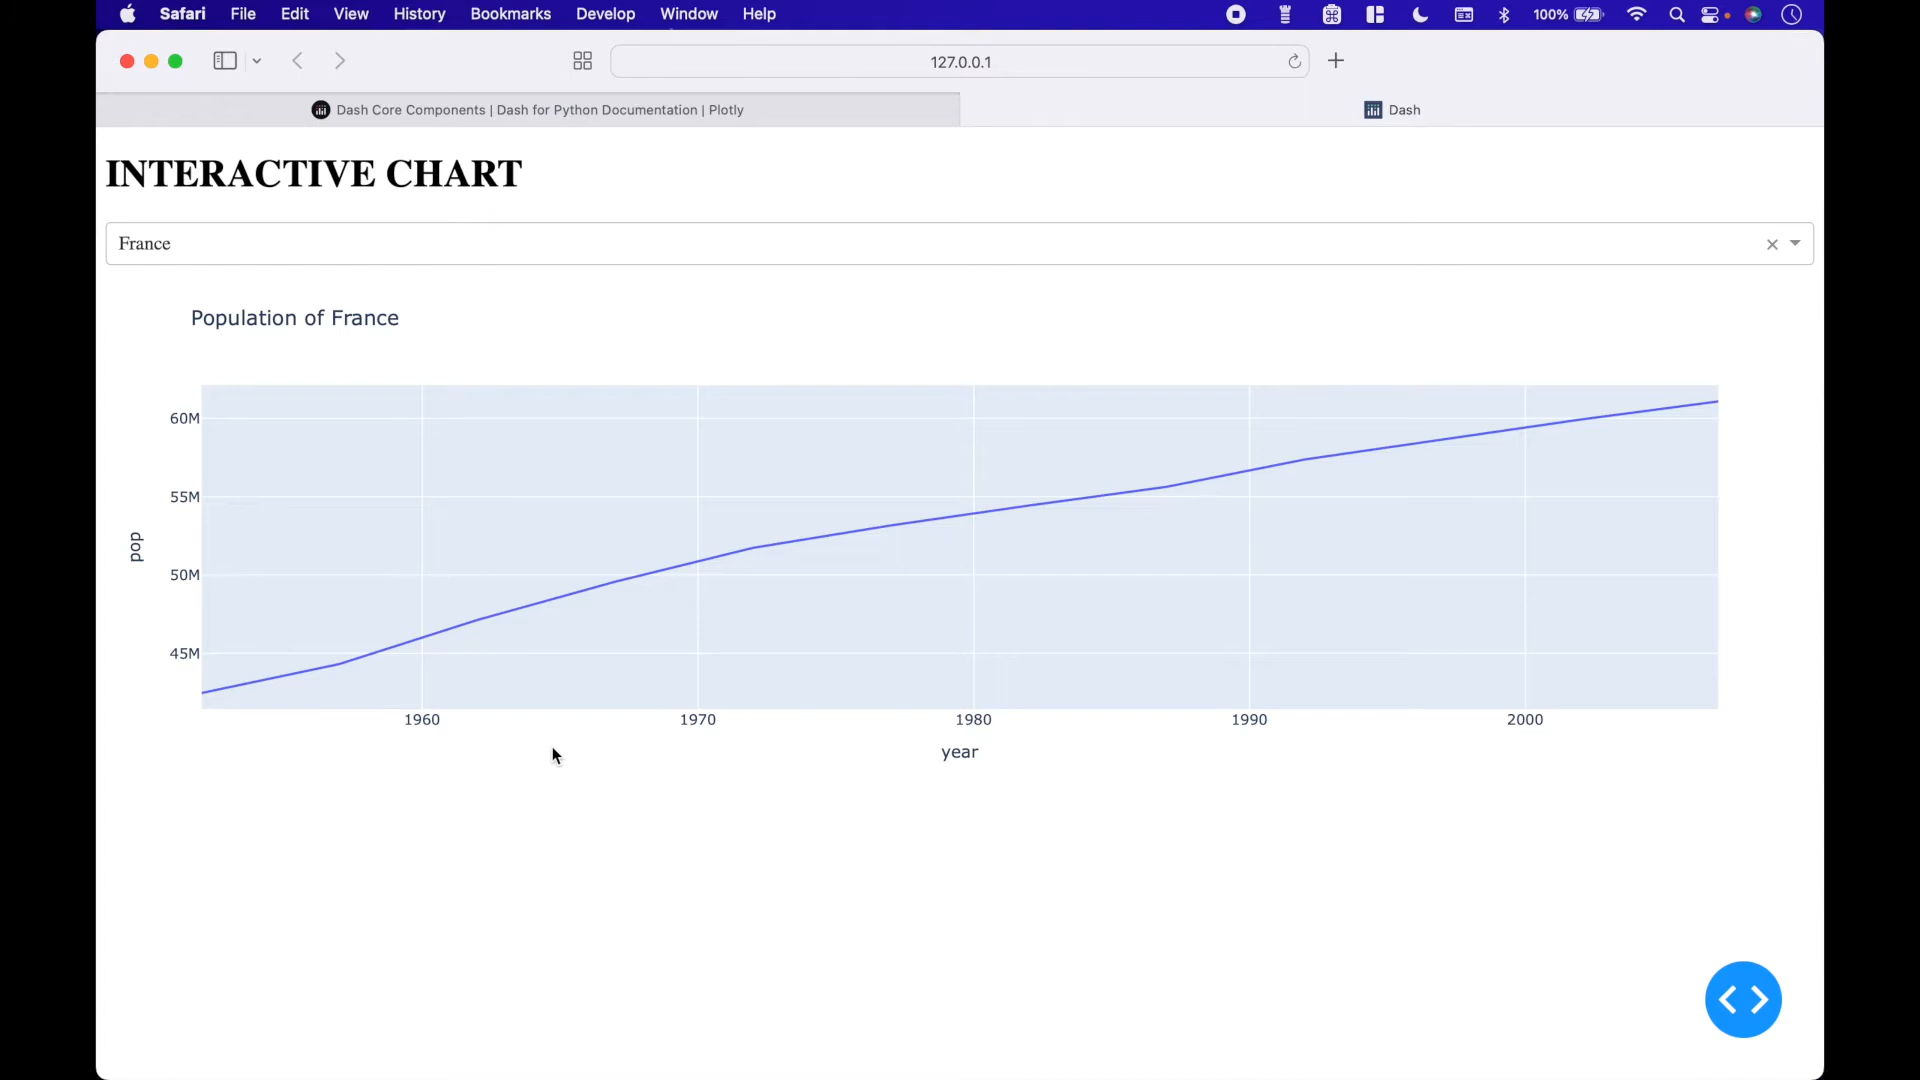 Safari File Edit View History Bookmarks Develop Window Help 100%
127.0.0.1
Dash Core Components | Dash for Python Documentation | Plotly
Dash
INTERACTIVE CHART
France
Population of France
60M
55M
50M
45M
pop
1960 1970 1980 1990 2000
year